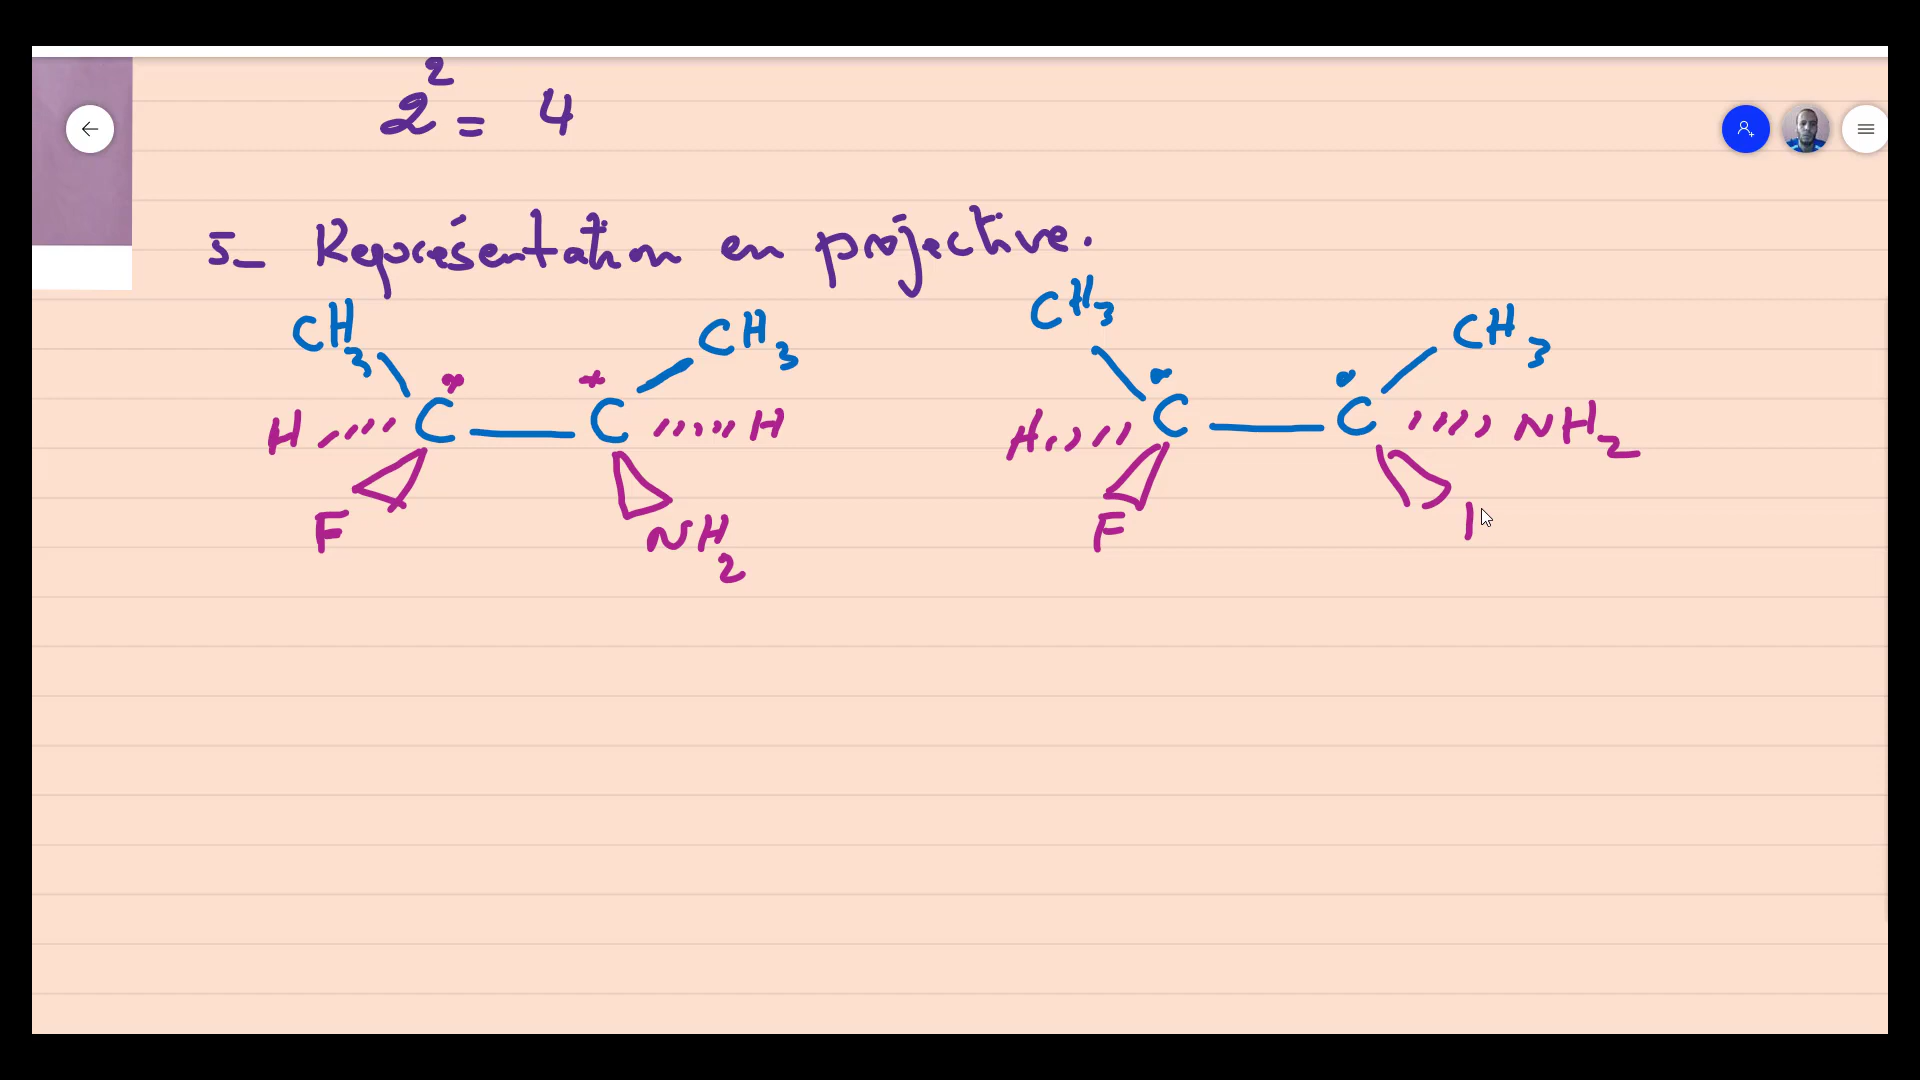 2² = 4
5_ Représentation en projective.
CH₃ CH₃ CH₃ CH₃
H C* C* H H C C NH₂
F NH₂ F I